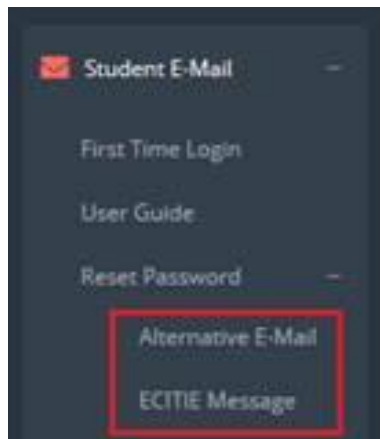 Student E-Mail
First Time Login
User Guide
Reset Password
Alternative E-Mail
ECITIE Message